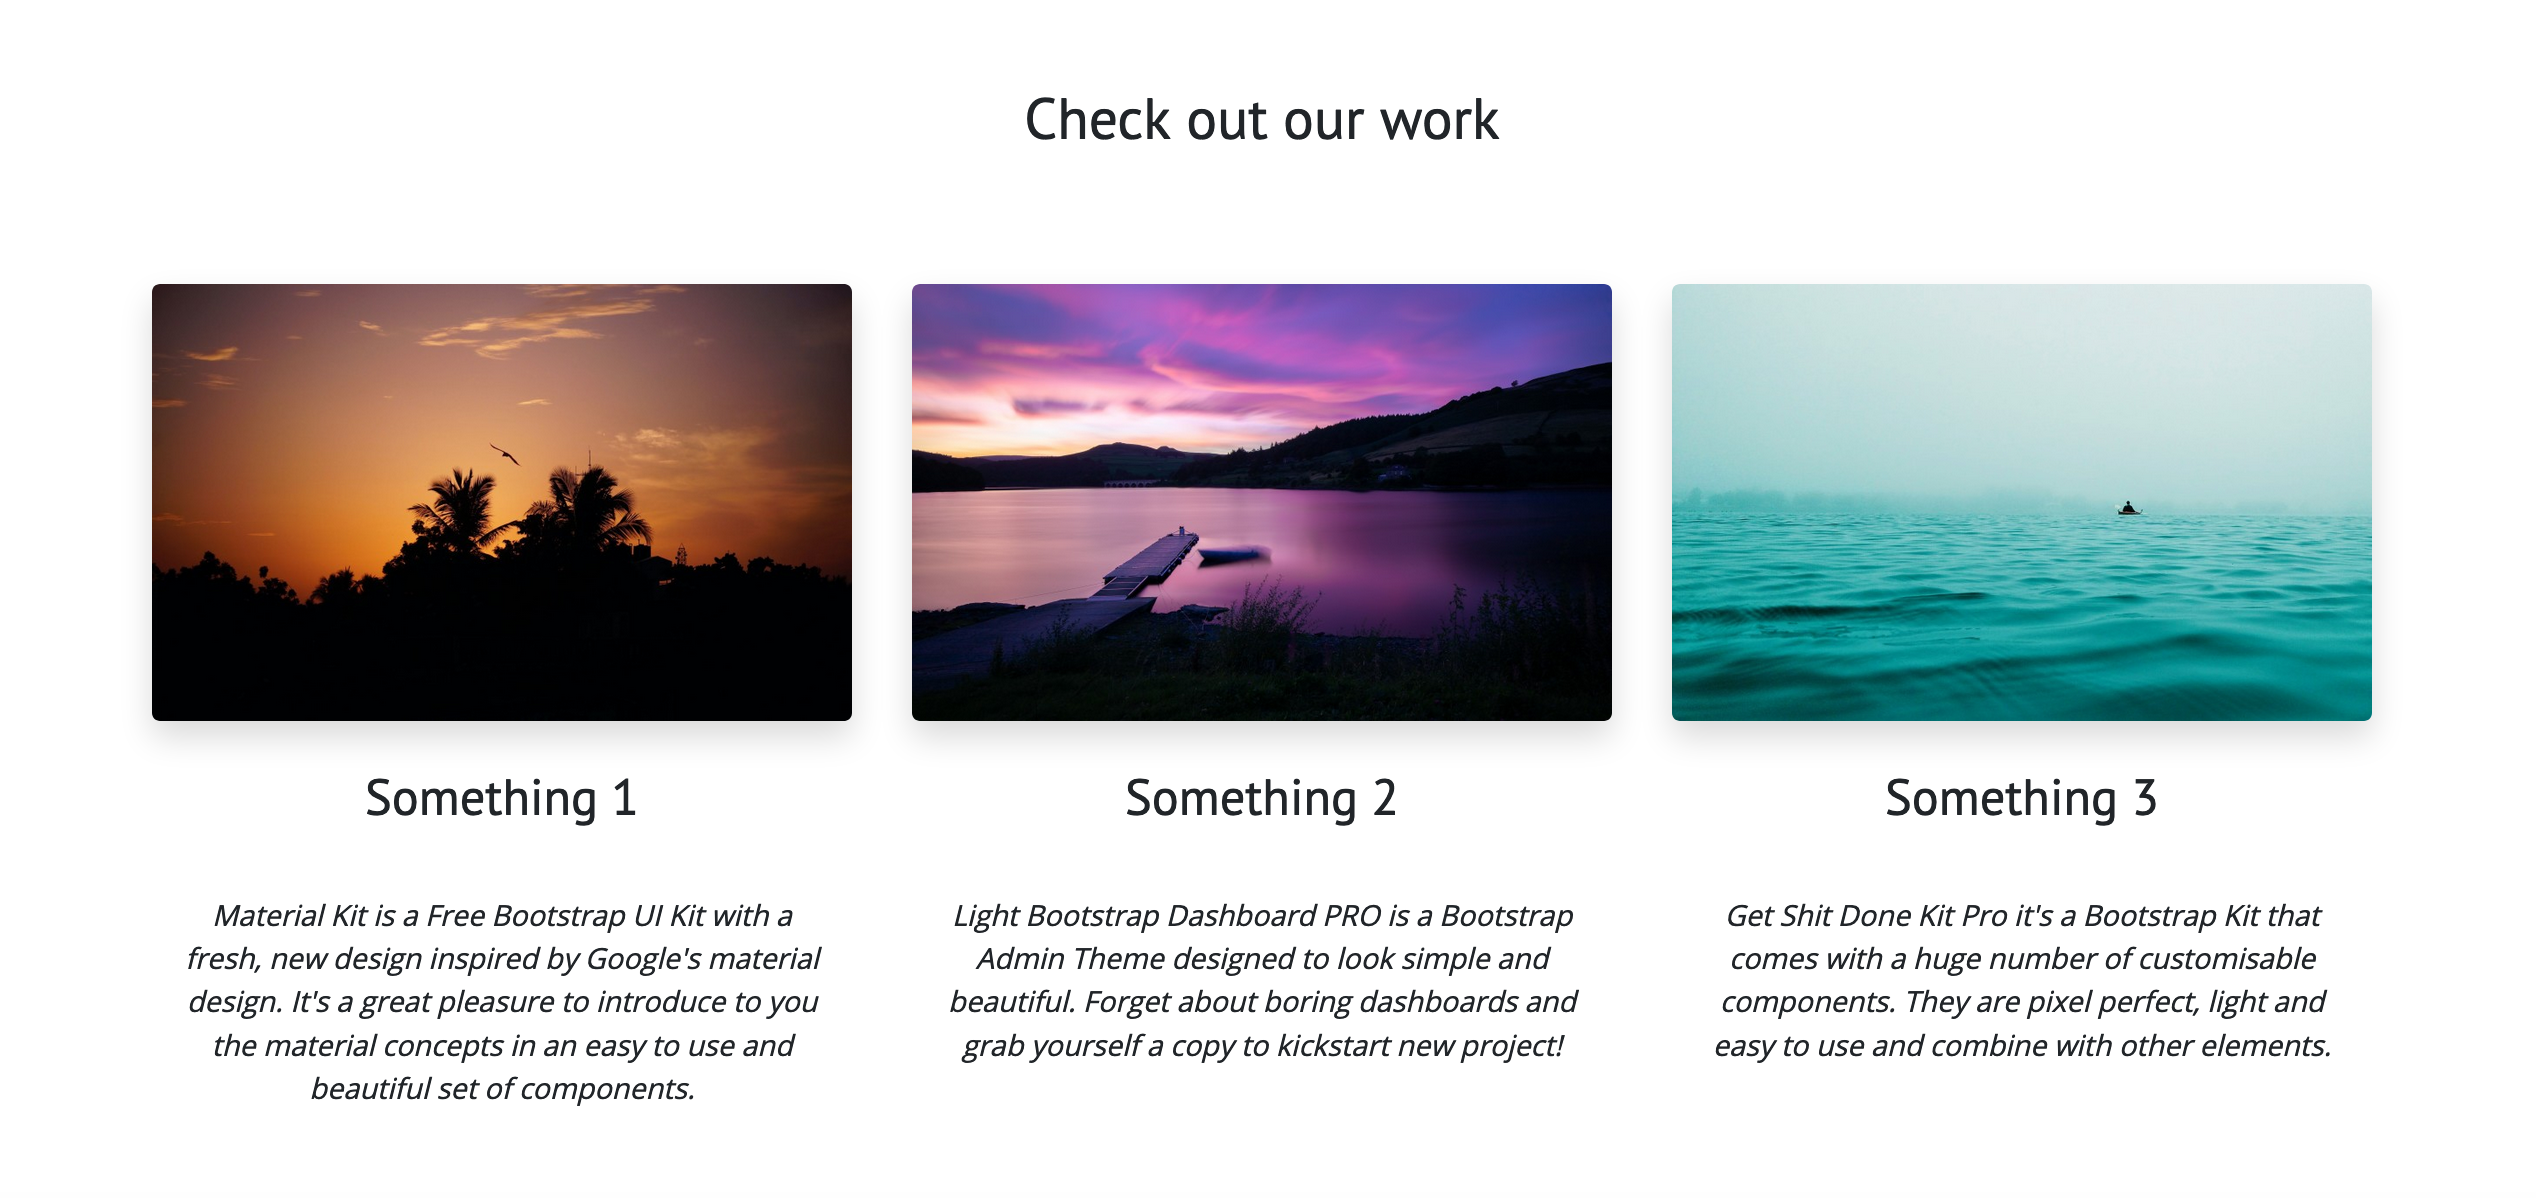 Check out our work
Something 1
Material Kit is a Free Bootstrap UI Kit with a
fresh, new design inspired by Google's material
design. It's a great pleasure to introduce to you
the material concepts in an easy to use and
beautiful set of components.
Something 2
Light Bootstrap Dashboard PRO is a Bootstrap
Admin Theme designed to look simple and
beautiful. Forget about boring dashboards and
grab yourself a copy to kickstart new project!
Something 3
Get Shit Done Kit Pro it's a Bootstrap Kit that
comes with a huge number of customisable
components. They are pixel perfect, light and
easy to use and combine with other elements.